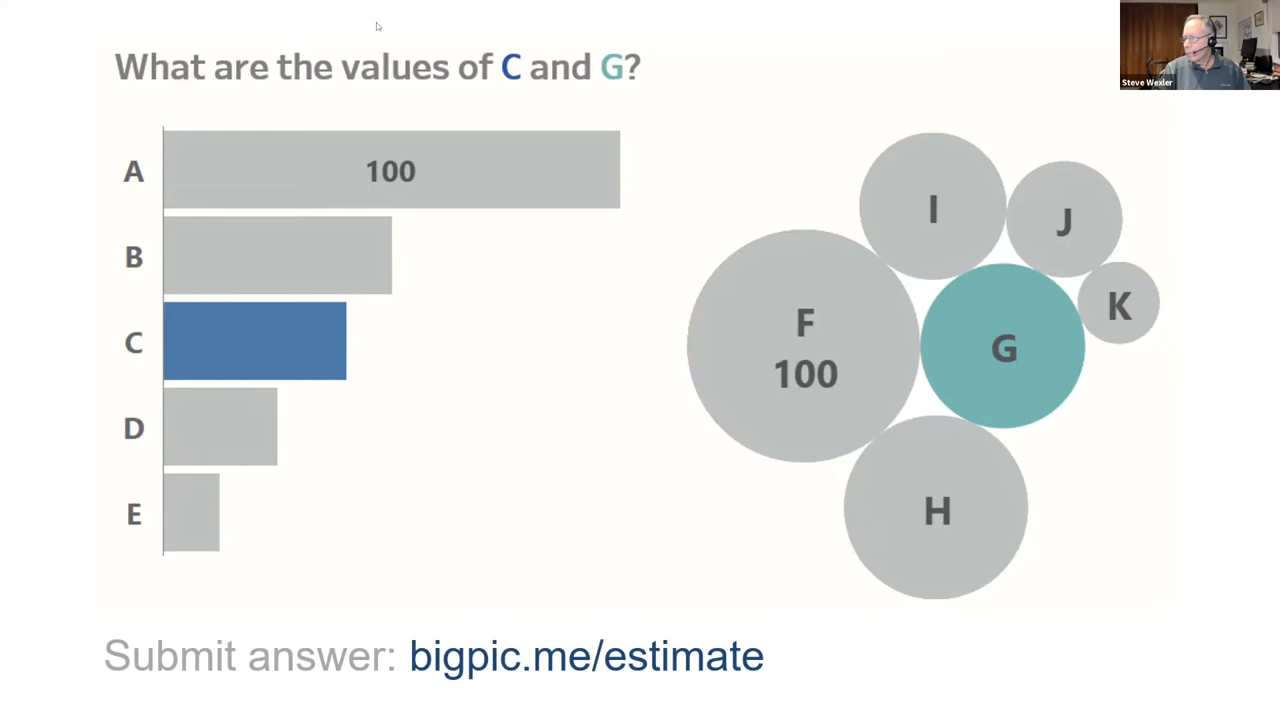 What are the values of C and G?
Steve Wexler
A
100
B
C
D
E
I
J
K
F
100
G
H
Submit answer: bigpic.me/estimate